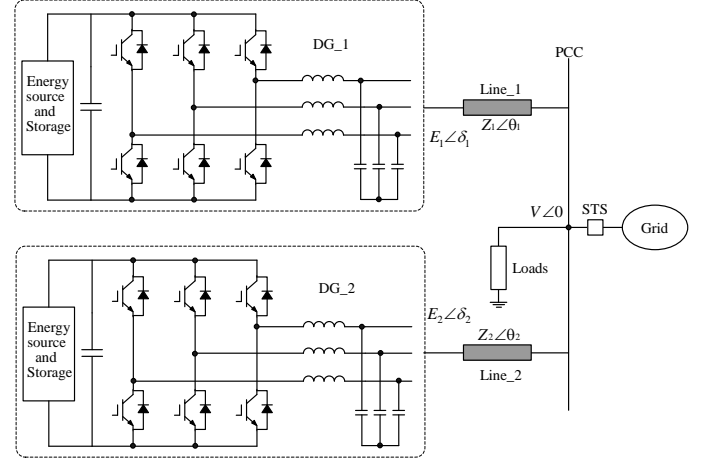 DG_1
Energy
source
and
Storage
PCC
Line_1
Z₁∠θ₁
E₁∠δ₁
V∠0
STS
Grid
Loads
DG_2
Energy
source
and
Storage
E₂∠δ₂
Z₂∠θ₂
Line_2